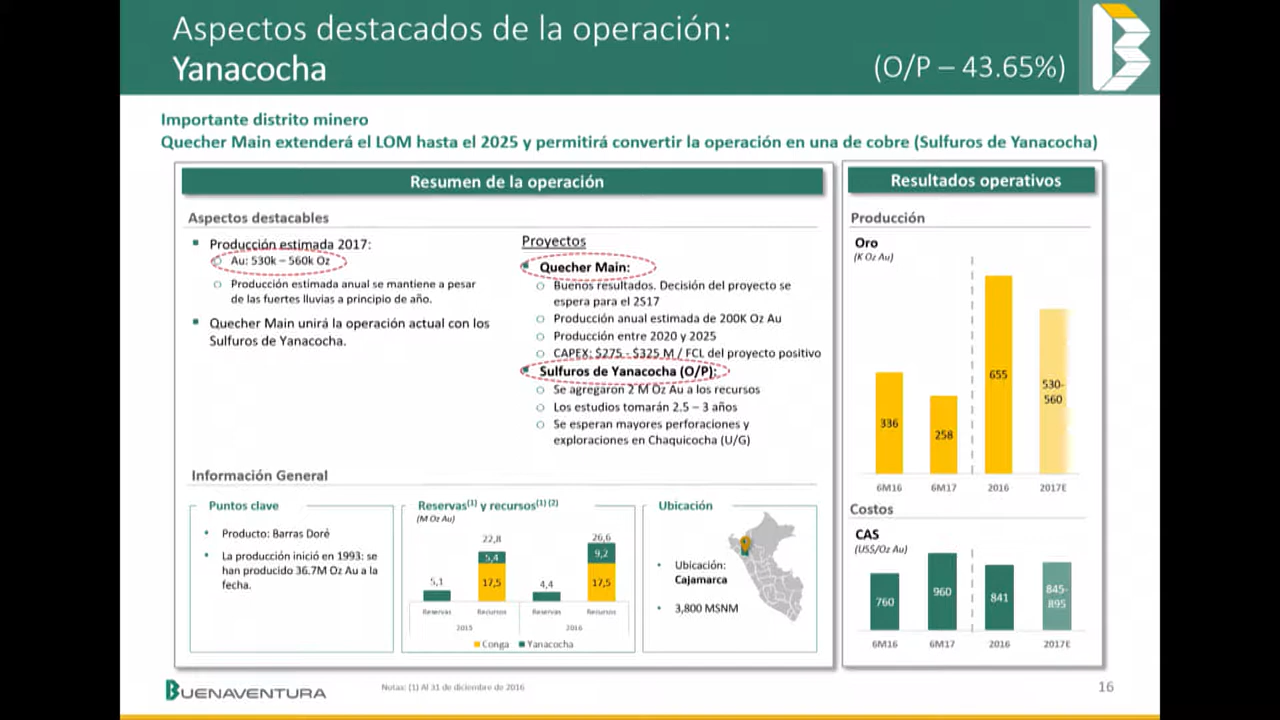 Aspectos destacados de la operación:
Yanacocha
(O/P – 43.65%)
Importante distrito minero
Quecher Main extenderá el LOM hasta el 2025 y permitirá convertir la operación en una de cobre (Sulfuros de Yanacocha)
Resumen de la operación
Aspectos destacables
Producción estimada 2017:
Au: 530k – 560k Oz
Producción estimada anual se mantiene a pesar
de las fuertes lluvias a principio de año.
Quecher Main unirá la operación actual con los
Sulfuros de Yanacocha.
Proyectos
Quecher Main:
Buenos resultados. Decisión del proyecto se
espera para el 2S17
Producción anual estimada de 200K Oz Au
Producción entre 2020 y 2025
CAPEX: $275 - $325 M / FCL del proyecto positivo
Sulfuros de Yanacocha (O/P):
Se agregaron 2 M Oz Au a los recursos
Los estudios tomarán 2.5 – 3 años
Se esperan mayores perforaciones y
exploraciones en Chaquicocha (U/G)
Información General
Puntos clave
Producto: Barras Doré
La producción inició en 1993: se
han producido 36.7M Oz Au a la
fecha.
Reservas(1) y recursos(1) (2)
(M Oz Au)
22,8
26,6
5,4
9,2
5,1
17,5
4,4
17,5
Reservas
Recursos
Reservas
Recursos
2015
2016
Conga
Yanacocha
Ubicación
Ubicación:
Cajamarca
3,800 MSNM
Resultados operativos
Producción
Oro
(K Oz Au)
336
258
655
530-
560
6M16
6M17
2016
2017E
Costos
CAS
(US$/Oz Au)
760
960
841
845-
895
6M16
6M17
2016
2017E
BUENAVENTURA
Notas: (1) Al 31 de diciembre de 2016
16